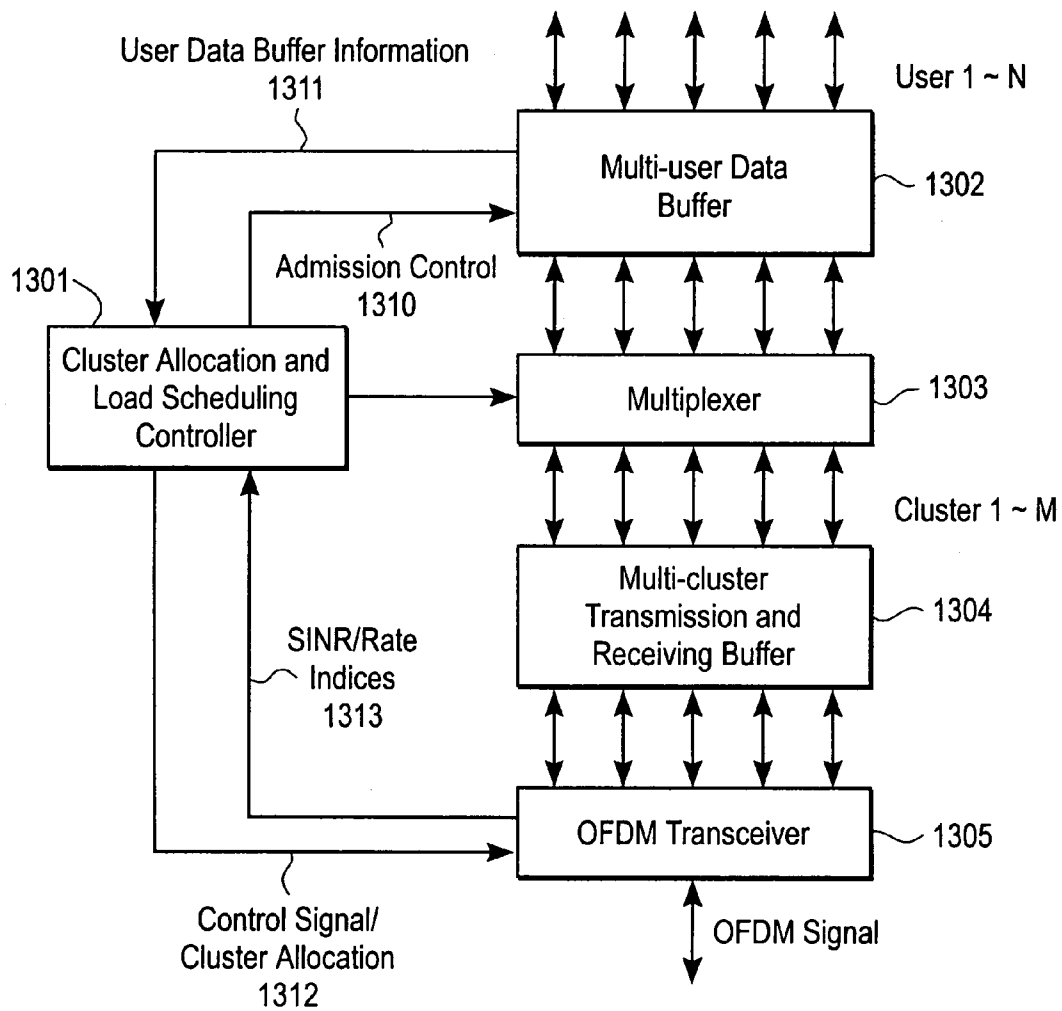 User Data Buffer Information
1311
User 1 ~ N
Multi-user Data
Buffer
1302
Admission Control
1310
1301
Cluster Allocation and
Load Scheduling
Controller
Multiplexer
1303
Cluster 1 ~ M
Multi-cluster
Transmission and
Receiving Buffer
1304
SINR/Rate
Indices
1313
OFDM Transceiver
1305
Control Signal/
Cluster Allocation
1312
OFDM Signal